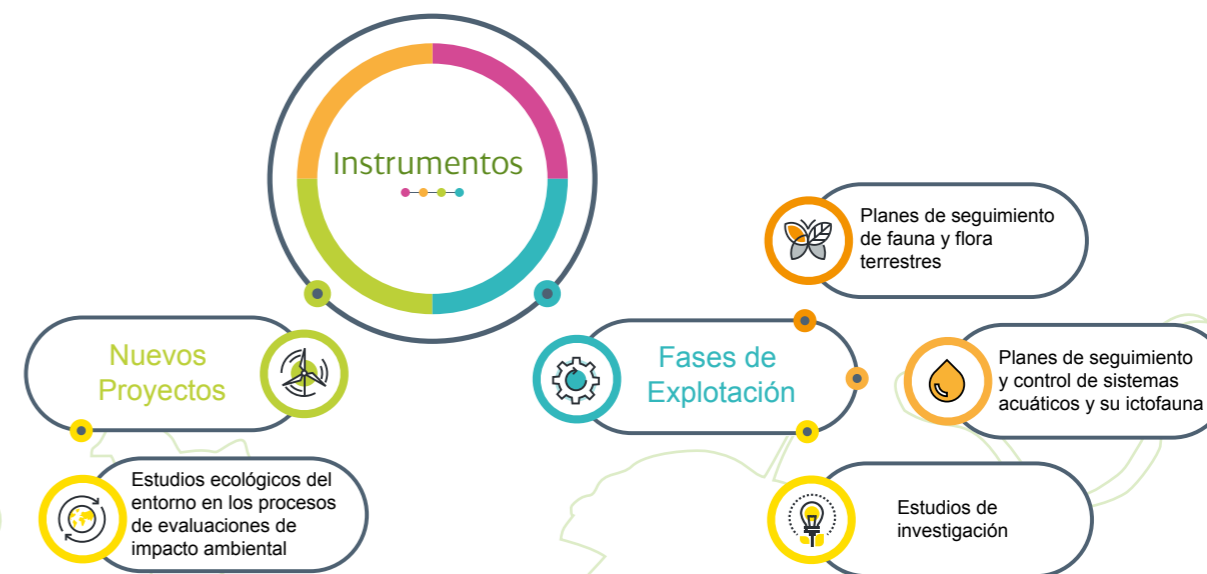 Instrumentos
Nuevos
Proyectos
Estudios ecológicos del
entorno en los procesos
de evaluaciones de
impacto ambiental
Fases de
Explotación
Planes de seguimiento
de fauna y flora
terrestres
Planes de seguimiento
y control de sistemas
acuáticos y su ictofauna
Estudios de
investigación